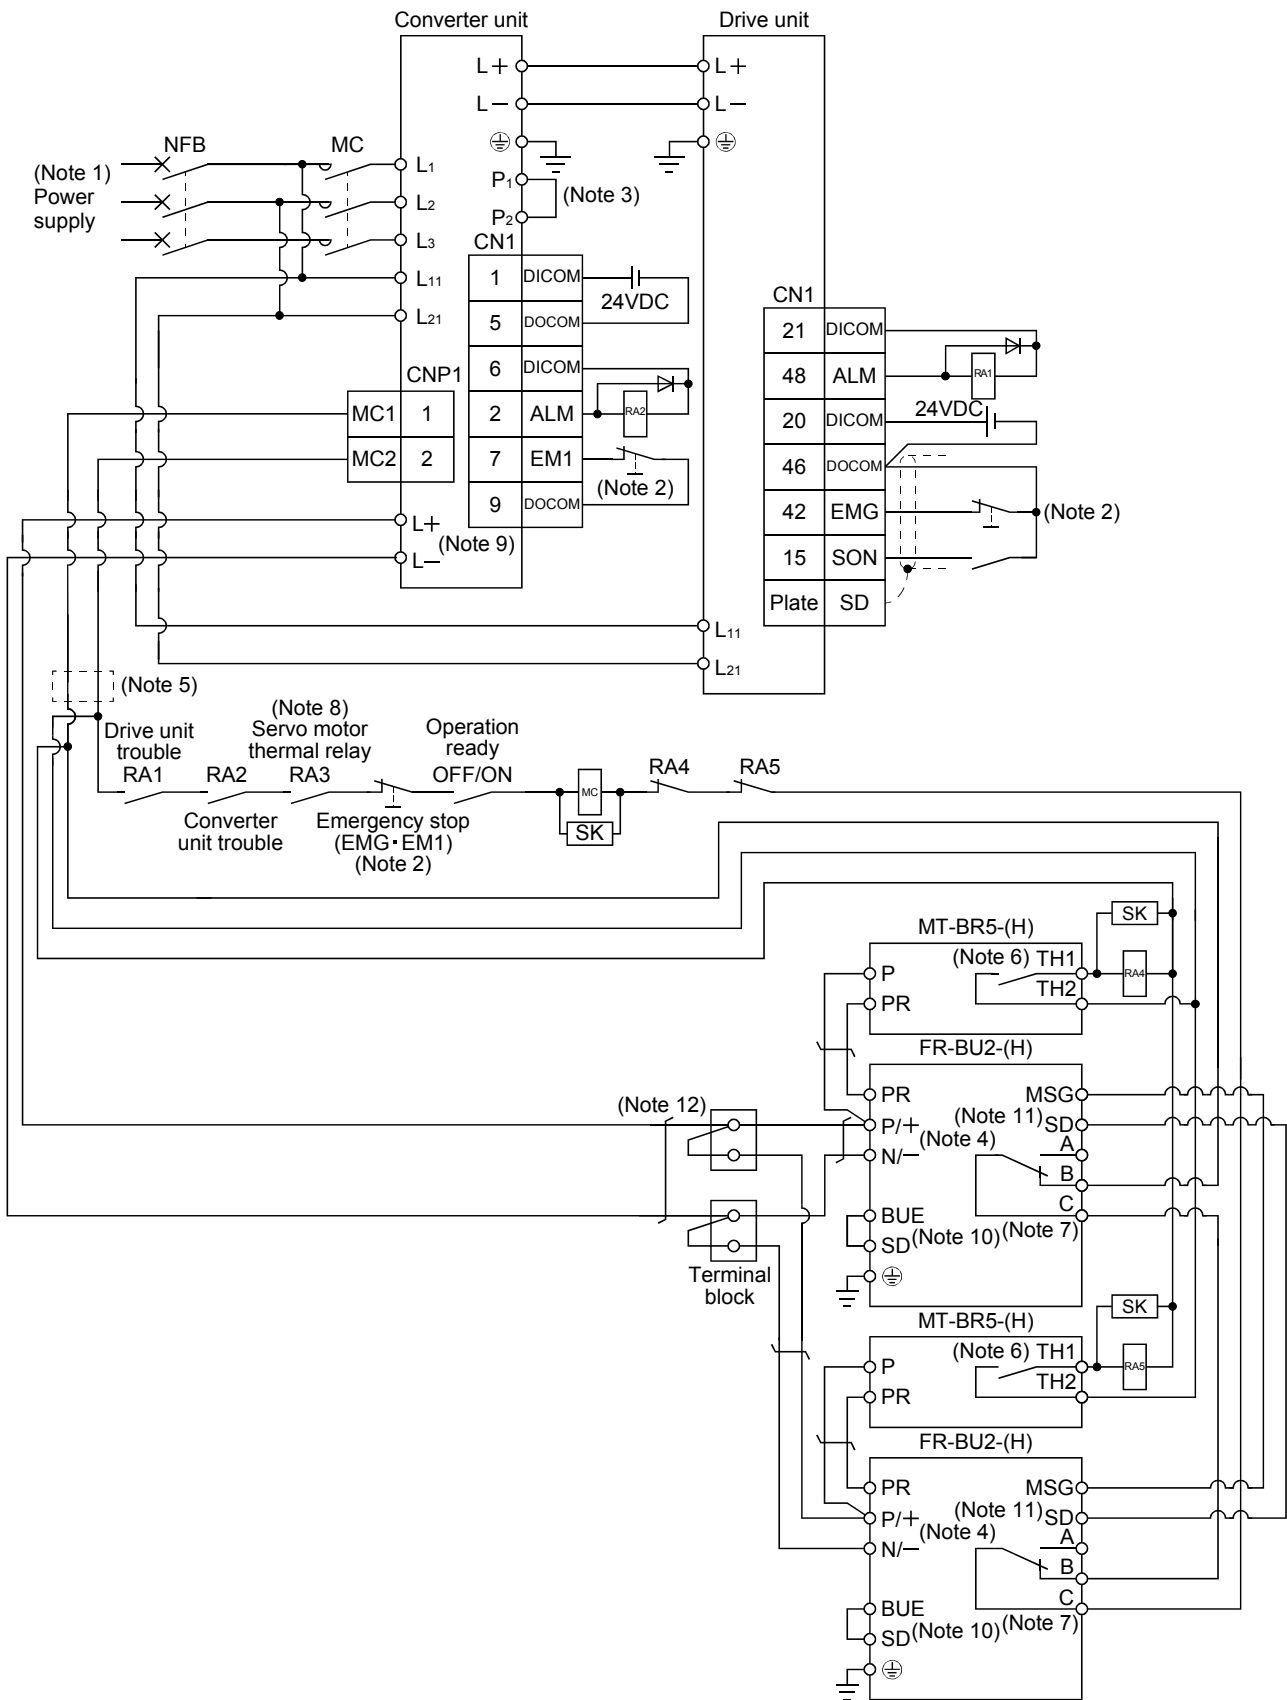 Converter unit
Drive unit
L+
L+
L−
L−
NFB
MC
(Note 1)
Power
supply
L1
L2
L3
L11
L21
P1
P2
(Note 3)
CN1
1 DICOM
24VDC
5 DOCOM
6 DICOM
2 ALM
RA2
7 EM1
(Note 2)
9 DOCOM
CNP1
MC1 1
MC2 2
L+
(Note 9)
L−
CN1
21 DICOM
48 ALM
RA1
20 DICOM
24VDC
46 DOCOM
42 EMG
(Note 2)
15 SON
Plate SD
L11
L21
(Note 5)
Drive unit
trouble
RA1
RA2
Converter
unit trouble
(Note 8)
Servo motor
thermal relay
RA3
Emergency stop
(EMG·EM1)
(Note 2)
Operation
ready
OFF/ON
MC
SK
RA4
RA5
MT-BR5-(H)
SK
P
PR
(Note 6) TH1
TH2
RA4
FR-BU2-(H)
PR
P/+
N/−
(Note 4)
BUE
SD
(Note 10)
MSG
(Note 11) SD
A
B
C
(Note 7)
(Note 12)
Terminal
block
MT-BR5-(H)
SK
P
PR
(Note 6) TH1
TH2
RA5
FR-BU2-(H)
PR
P/+
N/−
(Note 4)
BUE
SD
(Note 10)
MSG
(Note 11) SD
A
B
C
(Note 7)